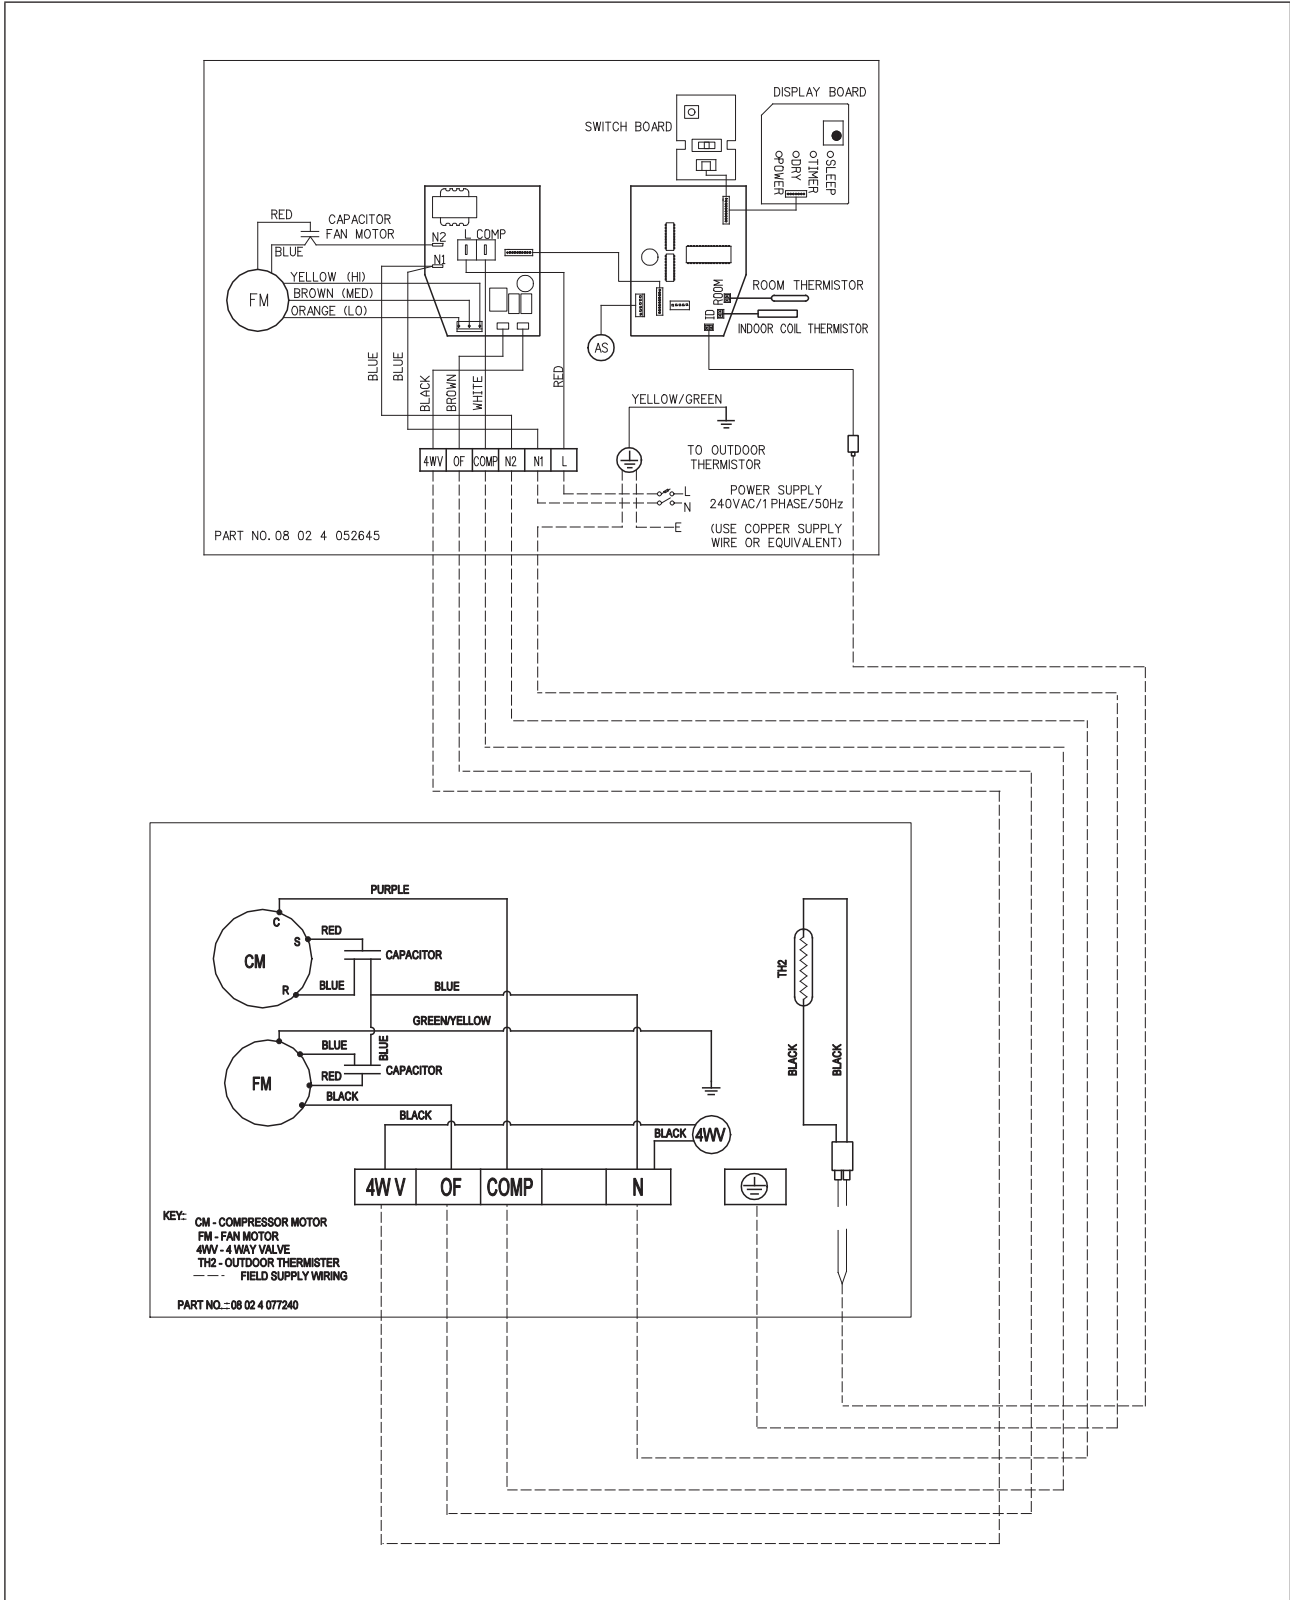 DISPLAY BOARD
SWITCH BOARD
POWER
DRY
TIMER
SLEEP
RED
CAPACITOR
FAN MOTOR
BLUE
N2
L COMP
N1
FM
YELLOW (HI)
BROWN (MED)
ORANGE (LO)
ROOM
ID
ROOM THERMISTOR
INDOOR COIL THERMISTOR
AS
BLUE
BLUE
BLACK
BROWN
WHITE
RED
YELLOW/GREEN
4WV
OF
COMP
N2
N1
L
TO OUTDOOR
THERMISTOR
L
N
E
POWER SUPPLY
240VAC/1 PHASE/50Hz
(USE COPPER SUPPLY
WIRE OR EQUIVALENT)
PART NO. 08 02 4 052645
PURPLE
C
S
R
CM
RED
CAPACITOR
BLUE
BLUE
GREEN/YELLOW
BLUE
BLUE
FM
RED
CAPACITOR
BLACK
BLACK
BLACK
4WV
TH2
BLACK
BLACK
4W V
OF
COMP
N
KEY:-
CM - COMPRESSOR MOTOR
FM - FAN MOTOR
4WV - 4 WAY VALVE
TH2 - OUTDOOR THERMISTER
--- - FIELD SUPPLY WIRING
PART NO.:- 08 02 4 077240